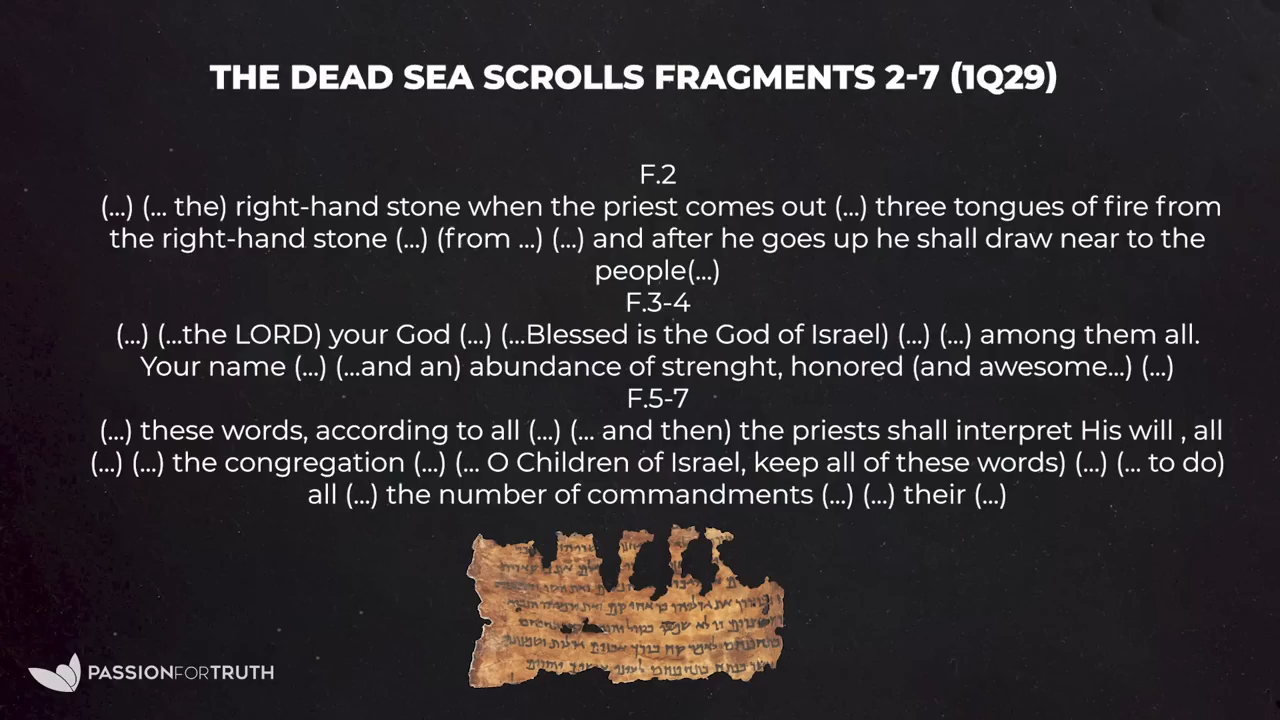 THE DEAD SEA SCROLLS FRAGMENTS 2-7 (1Q29)
F.2
(...) (... the) right-hand stone when the priest comes out (...) three tongues of fire from
the right-hand stone (...) (from ...) (...) and after he goes up he shall draw near to the
people(...)
F.3-4
(...) (...the LORD) your God (...) (...Blessed is the God of Israel) (...) (...) among them all.
Your name (...) (...and an) abundance of strenght, honored (and awesome...) (...)
F.5-7
(...) these words, according to all (...) (... and then) the priests shall interpret His will , all
(...) (...) the congregation (...) (... O Children of Israel, keep all of these words) (...) (... to do)
all (...) the number of commandments (...) (...) their (...)
PASSIONFORTRUTH